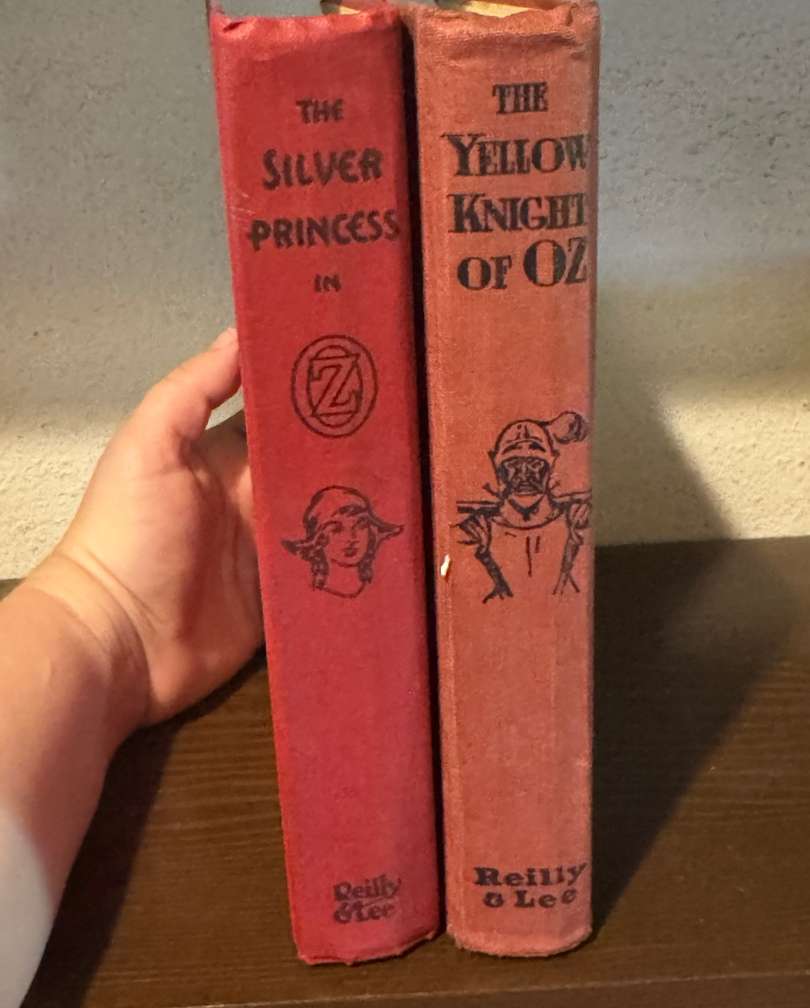 THE
SILVER
PRINCESS
IN
OZ
Reilly
& Lee
THE
YELLOW
KNIGHT
OF OZ
Reilly
& Lee